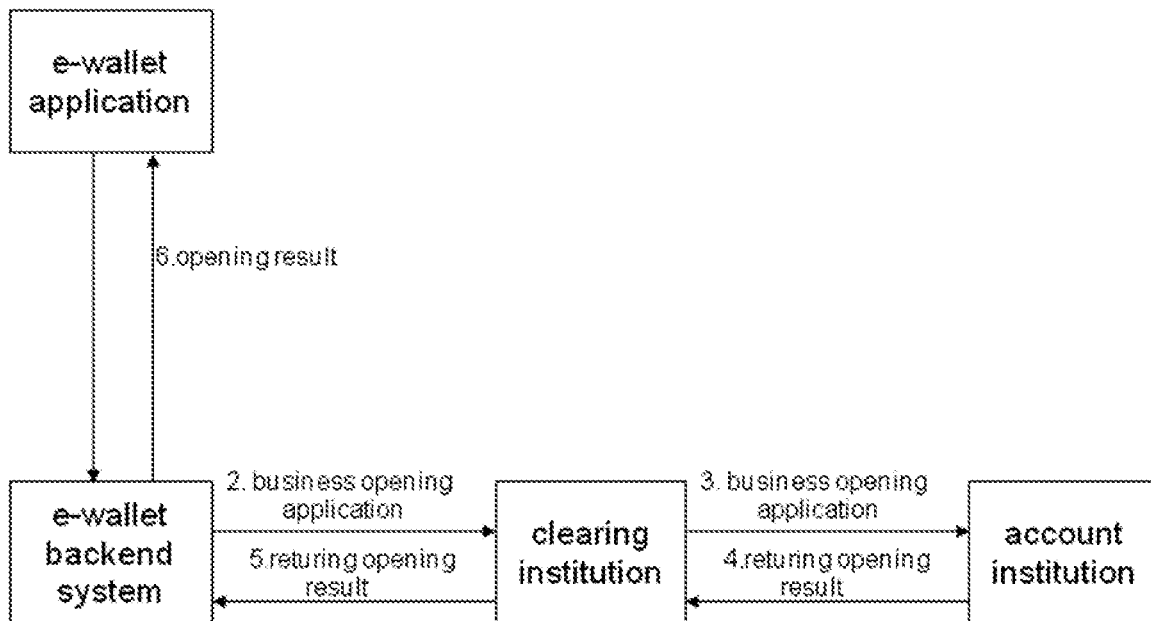 e-wallet
application
6.opening result
e-wallet
backend
system
2. business opening
application
5.returing opening
result
clearing
institution
3. business opening
application
4.returing opening
result
account
institution